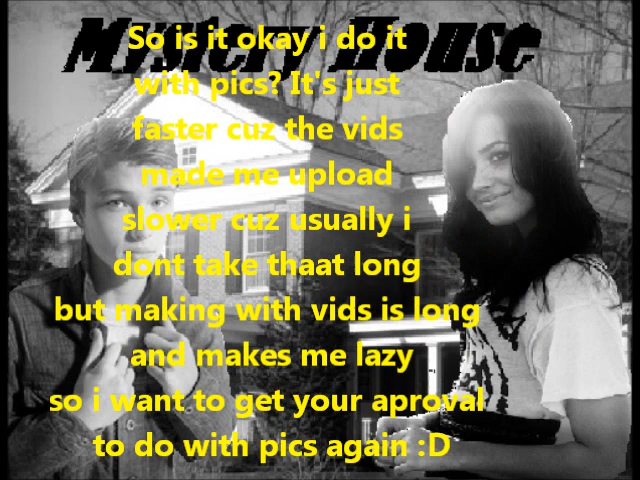 Mystery House
So is it okay i do it
with pics? It's just
faster cuz the vids
made me upload
slower cuz usually i
dont take thaat long
but making with vids is long
and makes me lazy
so i want to get your aproval
to do with pics again :D